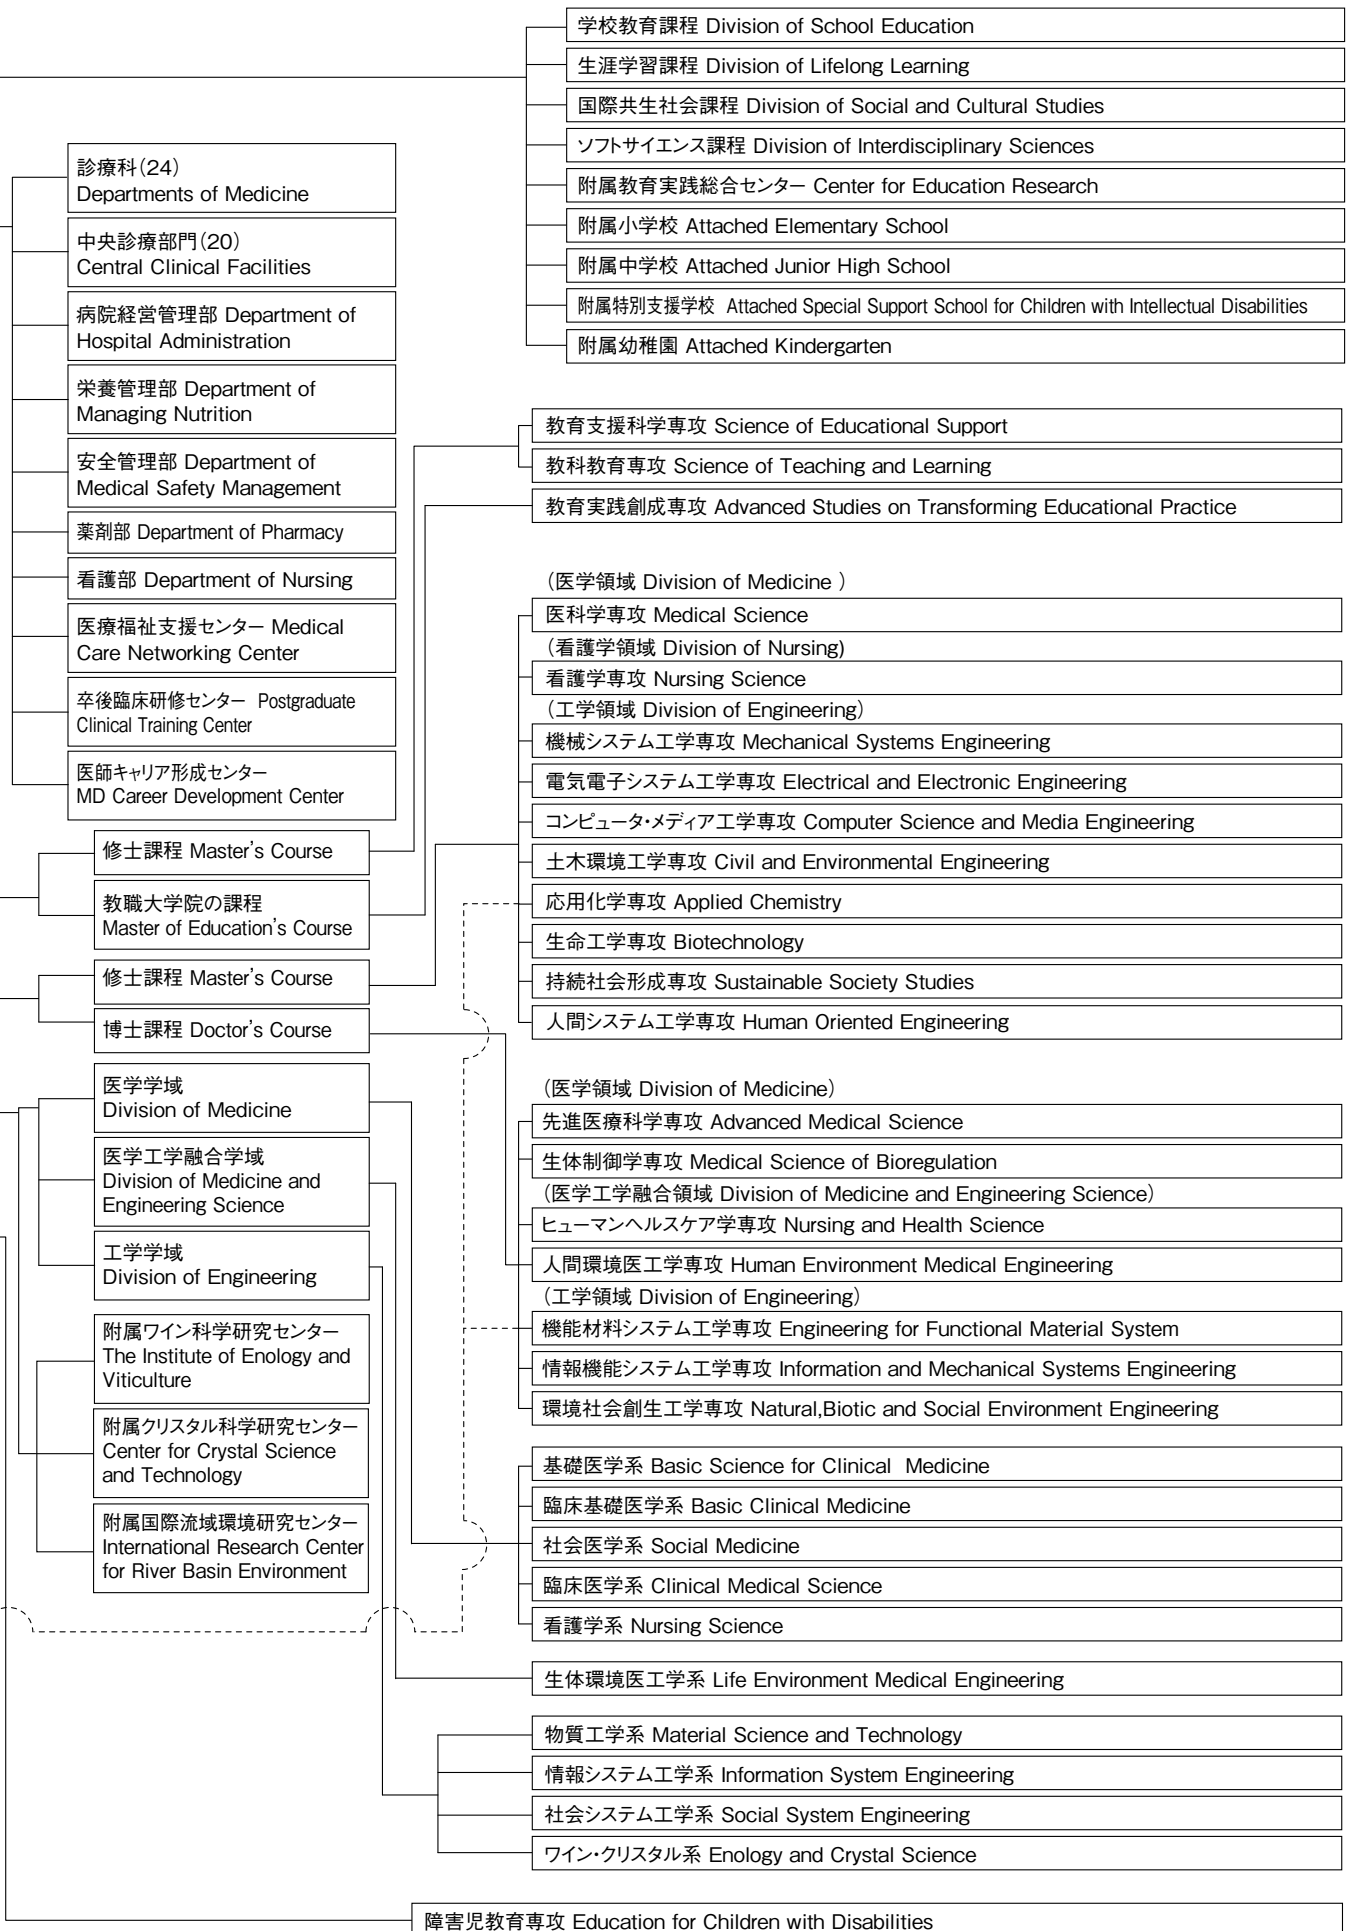 学校教育課程 Division of School Education
生涯学習課程 Division of Lifelong Learning
国際共生社会課程 Division of Social and Cultural Studies
ソフトサイエンス課程 Division of Interdisciplinary Sciences
附属教育実践総合センター Center for Education Research
附属小学校 Attached Elementary School
附属中学校 Attached Junior High School
附属特別支援学校 Attached Special Support School for Children with Intellectual Disabilities
附属幼稚園 Attached Kindergarten
診療科(24)
Departments of Medicine
中央診療部門(20)
Central Clinical Facilities
病院経営管理部 Department of
Hospital Administration
栄養管理部 Department of
Managing Nutrition
安全管理部 Department of
Medical Safety Management
薬剤部 Department of Pharmacy
看護部 Department of Nursing
医療福祉支援センター Medical
Care Networking Center
卒後臨床研修センター Postgraduate
Clinical Training Center
医師キャリア形成センター
MD Career Development Center
修士課程 Master's Course
教職大学院の課程
Master of Education's Course
修士課程 Master's Course
博士課程 Doctor's Course
医学学域
Division of Medicine
医学工学融合学域
Division of Medicine and
Engineering Science
工学学域
Division of Engineering
附属ワイン科学研究センター
The Institute of Enology and
Viticulture
附属クリスタル科学研究センター
Center for Crystal Science
and Technology
附属国際流域環境研究センター
International Research Center
for River Basin Environment
教育支援科学専攻 Science of Educational Support
教科教育専攻 Science of Teaching and Learning
教育実践創成専攻 Advanced Studies on Transforming Educational Practice
(医学領域 Division of Medicine )
医科学専攻 Medical Science
(看護学領域 Division of Nursing)
看護学専攻 Nursing Science
(工学領域 Division of Engineering)
機械システム工学専攻 Mechanical Systems Engineering
電気電子システム工学専攻 Electrical and Electronic Engineering
コンピュータ・メディア工学専攻 Computer Science and Media Engineering
土木環境工学専攻 Civil and Environmental Engineering
応用化学専攻 Applied Chemistry
生命工学専攻 Biotechnology
持続社会形成専攻 Sustainable Society Studies
人間システム工学専攻 Human Oriented Engineering
(医学領域 Division of Medicine)
先進医療科学専攻 Advanced Medical Science
生体制御学専攻 Medical Science of Bioregulation
(医学工学融合領域 Division of Medicine and Engineering Science)
ヒューマンヘルスケア学専攻 Nursing and Health Science
人間環境医工学専攻 Human Environment Medical Engineering
(工学領域 Division of Engineering)
機能材料システム工学専攻 Engineering for Functional Material System
情報機能システム工学専攻 Information and Mechanical Systems Engineering
環境社会創生工学専攻 Natural,Biotic and Social Environment Engineering
基礎医学系 Basic Science for Clinical Medicine
臨床基礎医学系 Basic Clinical Medicine
社会医学系 Social Medicine
臨床医学系 Clinical Medical Science
看護学系 Nursing Science
生体環境医工学系 Life Environment Medical Engineering
物質工学系 Material Science and Technology
情報システム工学系 Information System Engineering
社会システム工学系 Social System Engineering
ワイン・クリスタル系 Enology and Crystal Science
障害児教育専攻 Education for Children with Disabilities